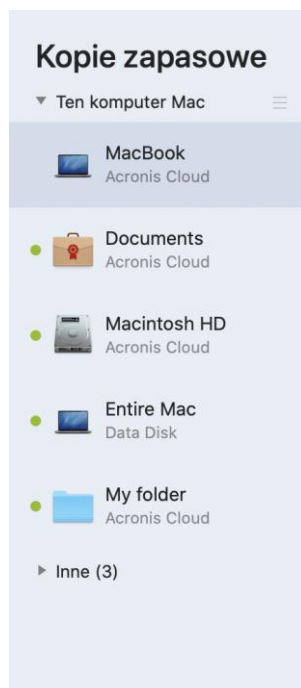 Kopie zapasowe
Ten komputer Mac
MacBook
Acronis Cloud
Documents
Acronis Cloud
Macintosh HD
Acronis Cloud
Entire Mac
Data Disk
My folder
Acronis Cloud
Inne (3)